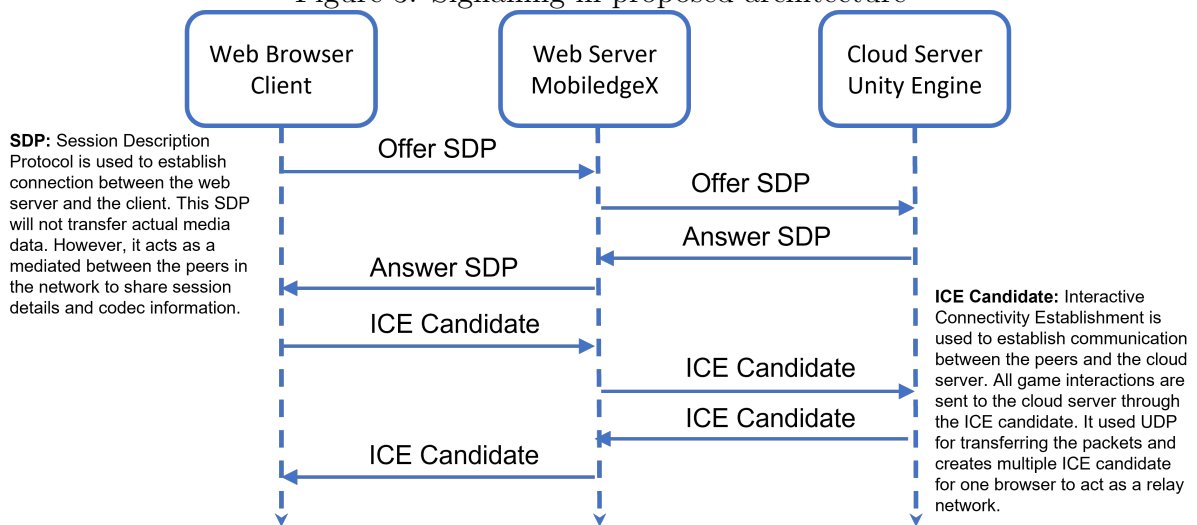 Figure 3: Signaling in proposed architecture
Web Browser
Client
Web Server
MobiledgeX
Cloud Server
Unity Engine
SDP: Session Description
Protocol is used to establish
connection between the web
server and the client. This SDP
will not transfer actual media
data. However, it acts as a
mediated between the peers in
the network to share session
details and codec information.
Offer SDP
Offer SDP
Answer SDP
Answer SDP
ICE Candidate
ICE Candidate
ICE Candidate
ICE Candidate
ICE Candidate: Interactive
Connectivity Establishment is
used to establish communication
between the peers and the cloud
server. All game interactions are
sent to the cloud server through
the ICE candidate. It used UDP
for transferring the packets and
creates multiple ICE candidate
for one browser to act as a relay
network.